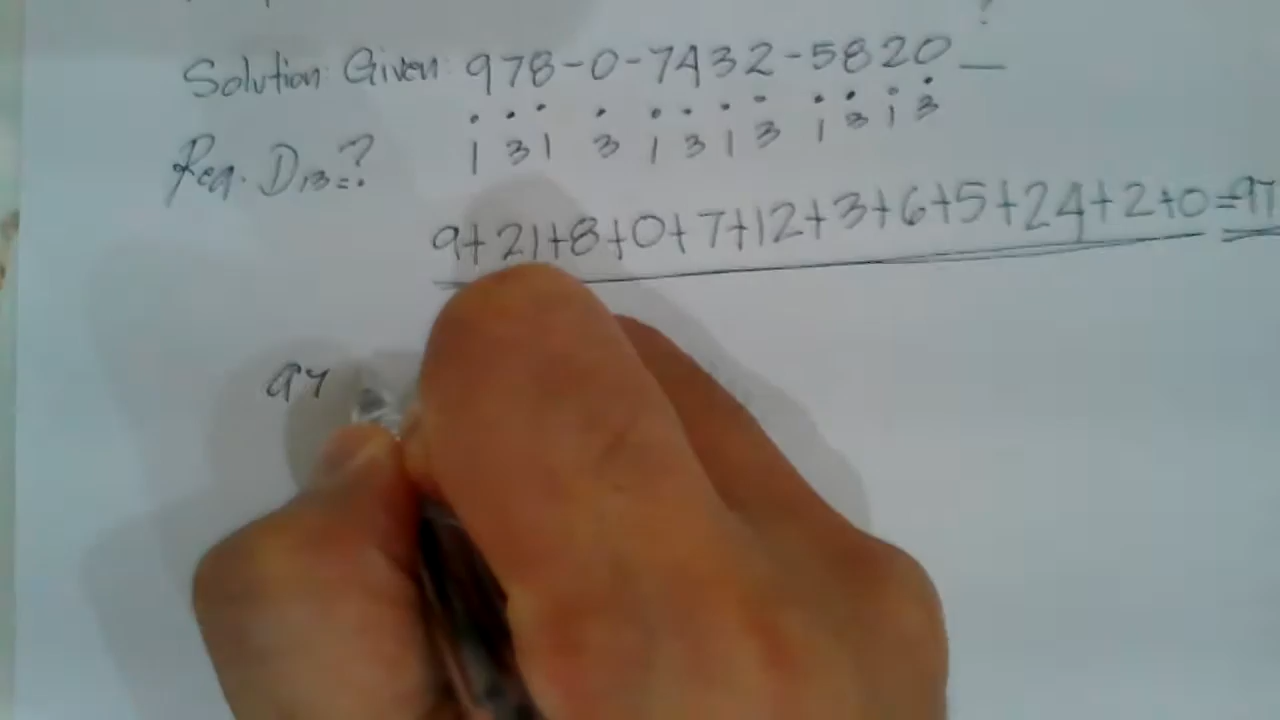 ?
Solution: Given: 978-0-7432-5820_
1 3 1 3 1 3 1 3 1 3 1 3
Req. D13=?
9+21+8+0+7+12+3+6+5+24+2+0=97
97